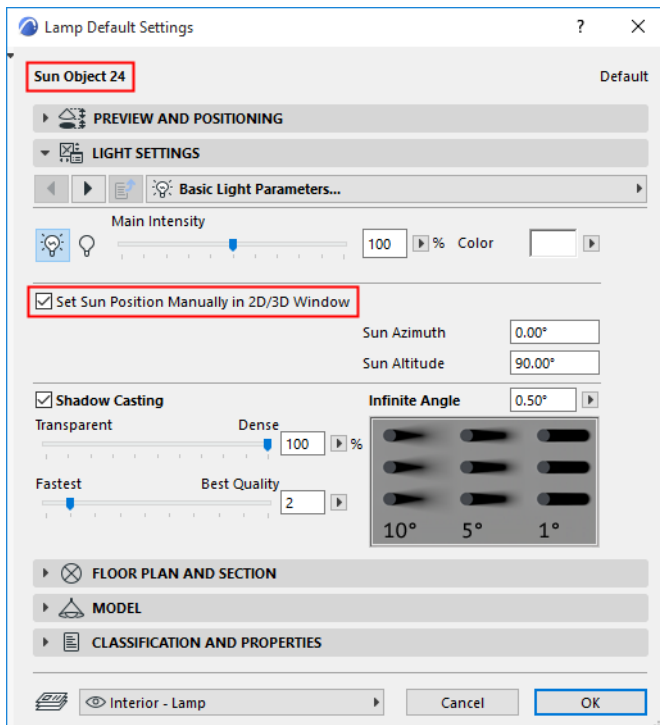 Lamp Default Settings ?
Sun Object 24 Default
PREVIEW AND POSITIONING
LIGHT SETTINGS
Basic Light Parameters...
Main Intensity
100 % Color
Set Sun Position Manually in 2D/3D Window
Sun Azimuth 0.00°
Sun Altitude 90.00°
Shadow Casting Infinite Angle 0.50°
Transparent Dense
100 %
Fastest Best Quality
2
10° 5° 1°
FLOOR PLAN AND SECTION
MODEL
CLASSIFICATION AND PROPERTIES
Interior - Lamp Cancel OK